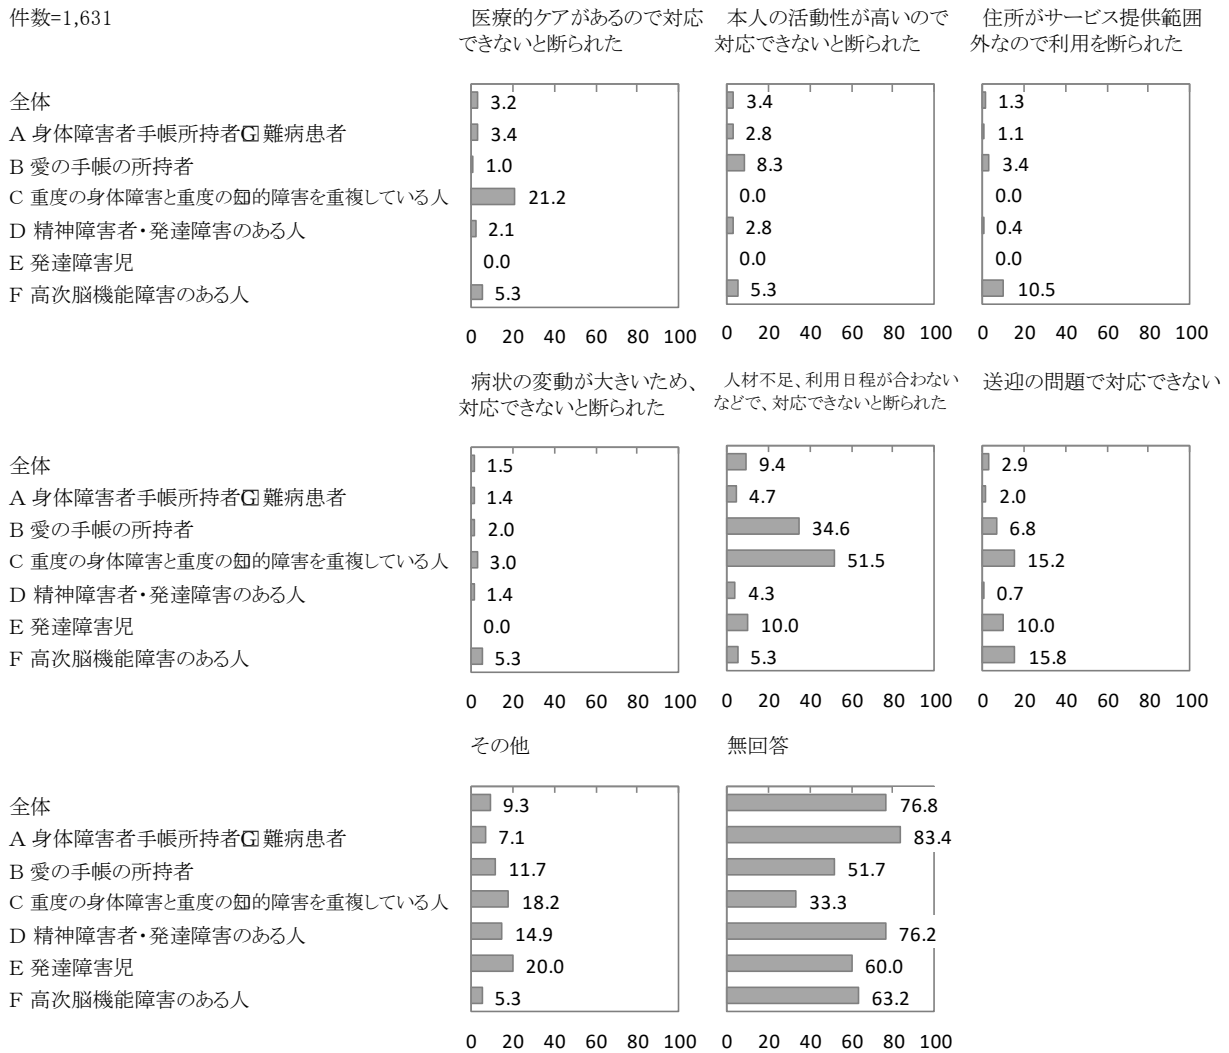 件数=1,631
医療的ケアがあるので対応
できないと断られた
本人の活動性が高いので
対応できないと断られた
住所がサービス提供範囲
外なので利用を断られた
全体 3.2 3.4 1.3
A 身体障害者手帳所持者 G 難病患者 3.4 2.8 1.1
B 愛の手帳の所持者 1.0 8.3 3.4
C 重度の身体障害と重度の知的障害を重複している人 21.2 0.0 0.0
D 精神障害者・発達障害のある人 2.1 2.8 0.4
E 発達障害児 0.0 0.0 0.0
F 高次脳機能障害のある人 5.3 5.3 10.5
0 20 40 60 80 100 0 20 40 60 80 100 0 20 40 60 80 100
病状の変動が大きいため、
対応できないと断られた
人材不足、利用日程が合わない
などで、対応できないと断られた
送迎の問題で対応できない
全体 1.5 9.4 2.9
A 身体障害者手帳所持者 G 難病患者 1.4 4.7 2.0
B 愛の手帳の所持者 2.0 34.6 6.8
C 重度の身体障害と重度の知的障害を重複している人 3.0 51.5 15.2
D 精神障害者・発達障害のある人 1.4 4.3 0.7
E 発達障害児 0.0 10.0 10.0
F 高次脳機能障害のある人 5.3 5.3 15.8
0 20 40 60 80 100 0 20 40 60 80 100 0 20 40 60 80 100
その他 無回答
全体 9.3 76.8
A 身体障害者手帳所持者 G 難病患者 7.1 83.4
B 愛の手帳の所持者 11.7 51.7
C 重度の身体障害と重度の知的障害を重複している人 18.2 33.3
D 精神障害者・発達障害のある人 14.9 76.2
E 発達障害児 20.0 60.0
F 高次脳機能障害のある人 5.3 63.2
0 20 40 60 80 100 0 20 40 60 80 100